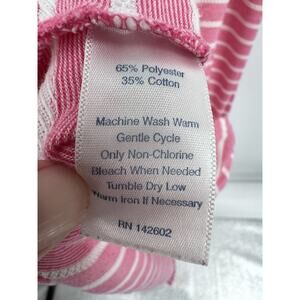 65% Polyester
35% Cotton
Machine Wash Warm
Gentle Cycle
Only Non-Chlorine
Bleach When Needed
Tumble Dry Low
Warm Iron If Necessary
RN 142602